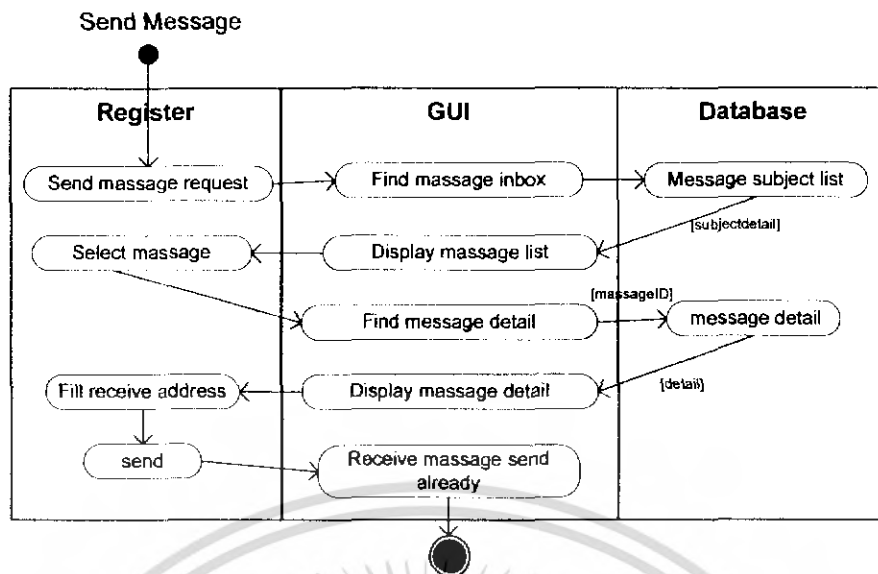 Send Message
Register
GUI
Database
Send massage request
Find massage inbox
Message subject list
[subjectdetail]
Select massage
Display massage list
[massageID]
Find message detail
message detail
[detail]
Fill receive address
Display massage detail
send
Receive massage send
already